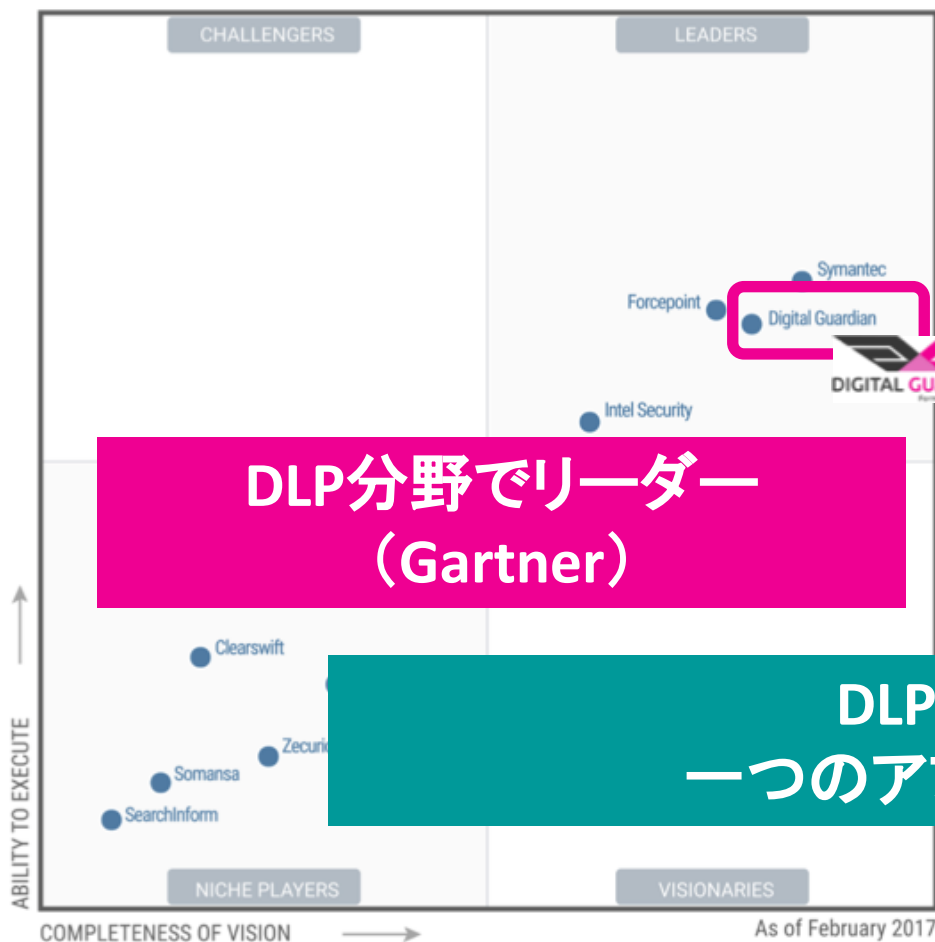 CHALLENGERS
LEADERS
Symantec
Forcepoint
Digital Guardian
DIGITAL
Intel Security
DLP分野でリーダー
（Gartner）
Clearswift
DLP
一つのア
Somansa
SearchInform
ABILITY TO EXECUTE
NICHE PLAYERS
VISIONARIES
COMPLETENESS OF VISION
As of February 2017